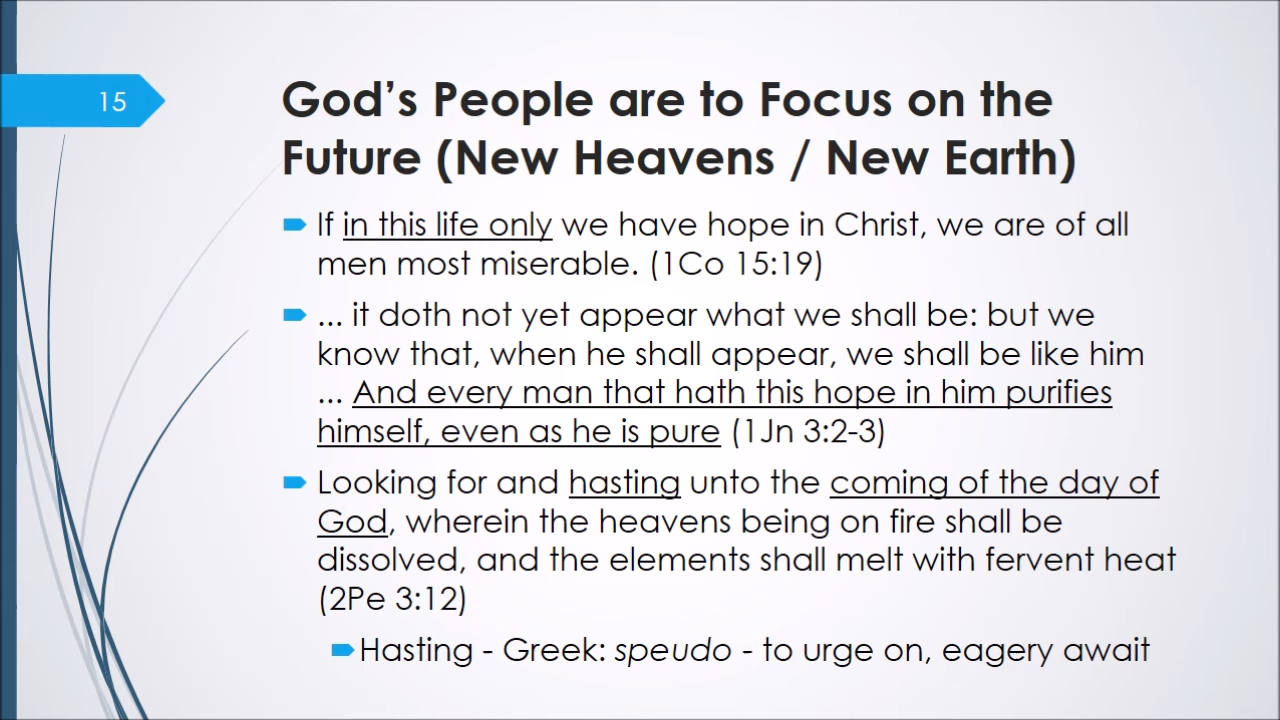 15
God's People are to Focus on the
Future (New Heavens / New Earth)
If in this life only we have hope in Christ, we are of all
men most miserable. (1Co 15:19)
... it doth not yet appear what we shall be: but we
know that, when he shall appear, we shall be like him
... And every man that hath this hope in him purifies
himself, even as he is pure (1Jn 3:2-3)
Looking for and hasting unto the coming of the day of
God, wherein the heavens being on fire shall be
dissolved, and the elements shall melt with fervent heat
(2Pe 3:12)
Hasting - Greek: speudo - to urge on, eagery await